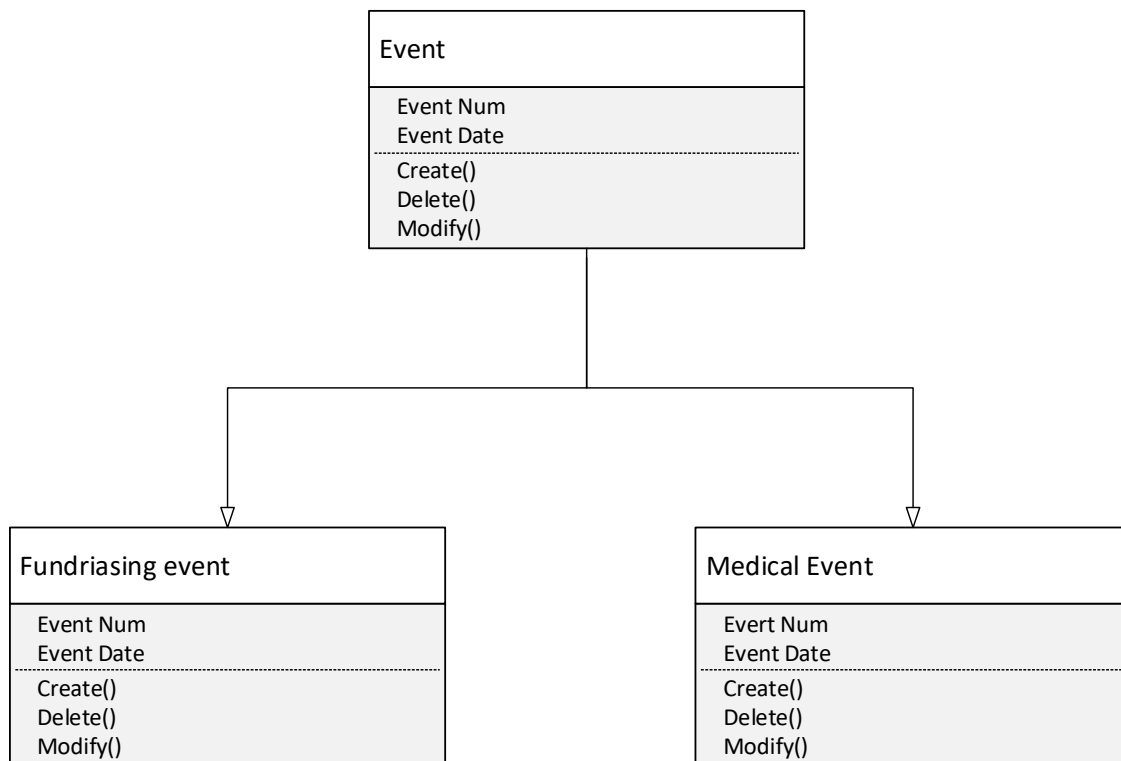 Event
Event Num
Event Date
Create()
Delete()
Modify()
Fundriasing event
Event Num
Event Date
Create()
Delete()
Modify()
Medical Event
Evert Num
Event Date
Create()
Delete()
Modify()